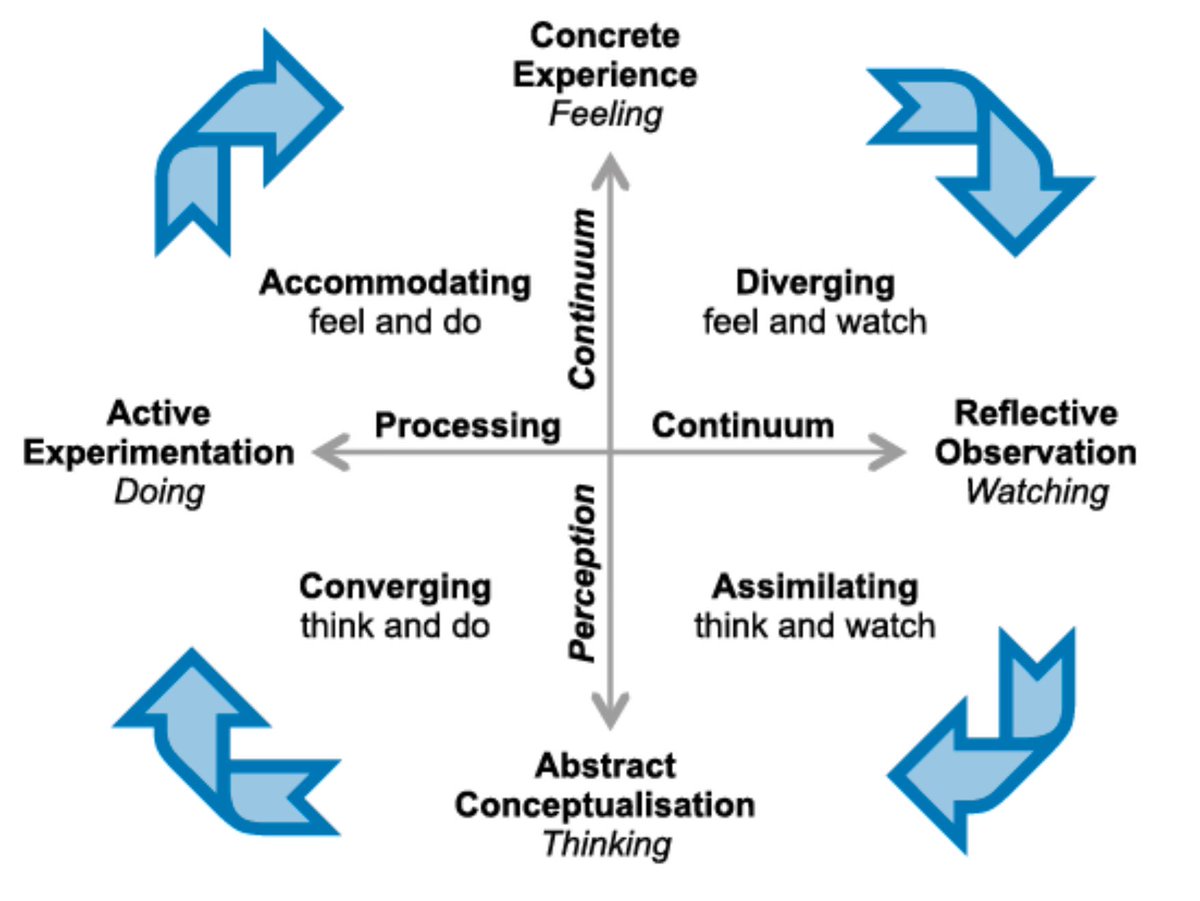 Concrete
Experience
Feeling
Continuum
Accommodating
feel and do
Diverging
feel and watch
Active
Experimentation
Doing
Processing
Continuum
Reflective
Observation
Watching
Perception
Converging
think and do
Assimilating
think and watch
Abstract
Conceptualisation
Thinking